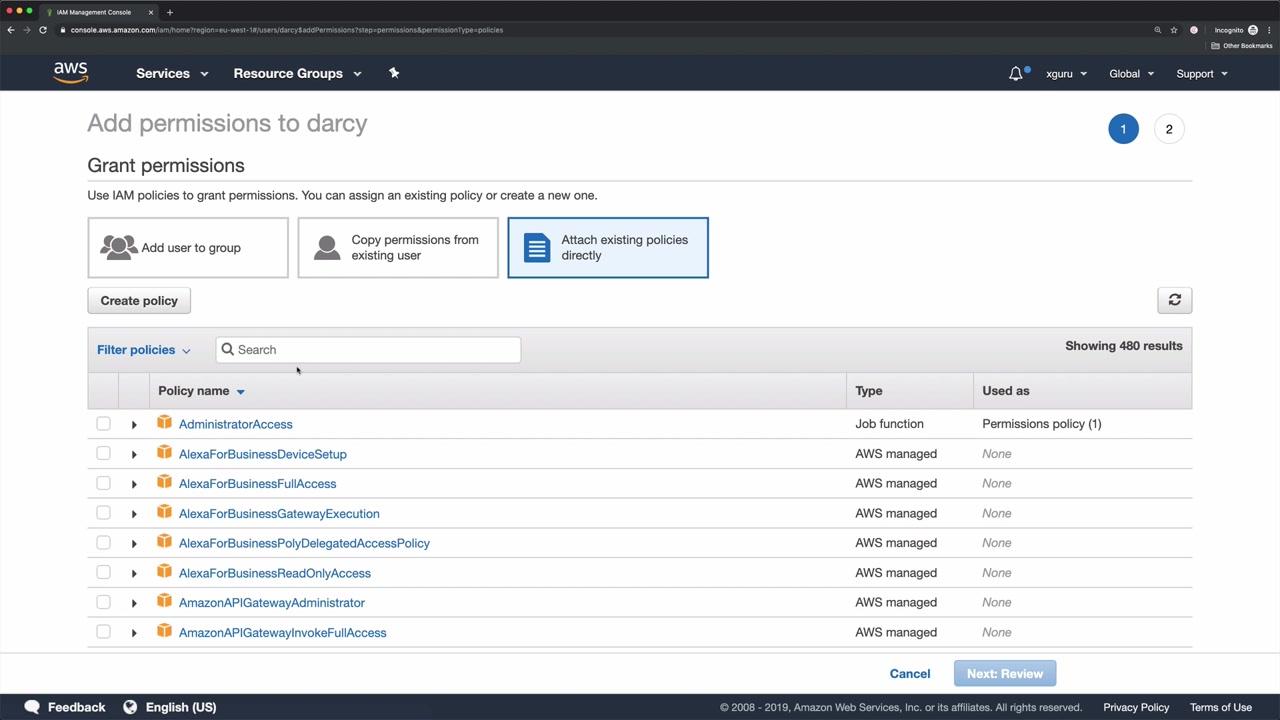 IAM Management Console
console.aws.amazon.com/iam/home?region=eu-west-1#/users/darcy$addPermissions?step=permissions&permissionType=policies
Incognito
Other Bookmarks
aws
Services
Resource Groups
xguru
Global
Support
Add permissions to darcy
1
2
Grant permissions
Use IAM policies to grant permissions. You can assign an existing policy or create a new one.
Add user to group
Copy permissions from
existing user
Attach existing policies
directly
Create policy
Filter policies
Search
Showing 480 results
Policy name
Type
Used as
AdministratorAccess
Job function
Permissions policy (1)
AlexaForBusinessDeviceSetup
AWS managed
None
AlexaForBusinessFullAccess
AWS managed
None
AlexaForBusinessGatewayExecution
AWS managed
None
AlexaForBusinessPolyDelegatedAccessPolicy
AWS managed
None
AlexaForBusinessReadOnlyAccess
AWS managed
None
AmazonAPIGatewayAdministrator
AWS managed
None
AmazonAPIGatewayInvokeFullAccess
AWS managed
None
Cancel
Next: Review
Feedback
English (US)
© 2008 - 2019, Amazon Web Services, Inc. or its affiliates. All rights reserved.
Privacy Policy
Terms of Use